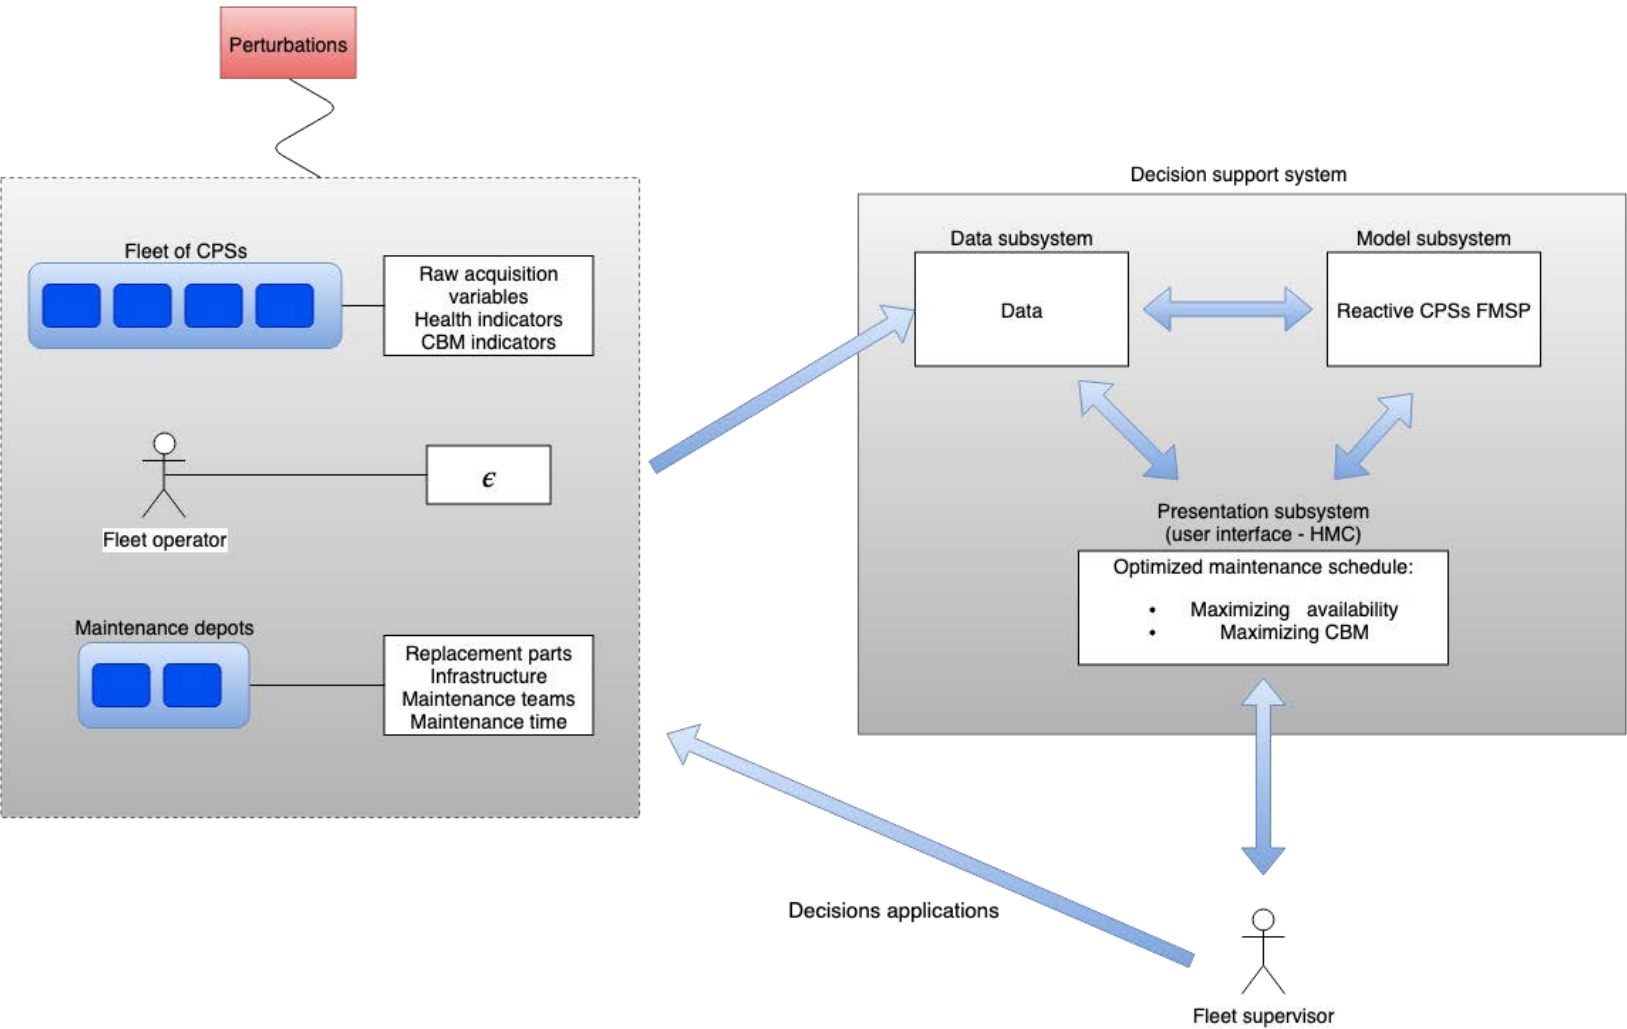 Perturbations
Fleet of CPSs
Raw acquisition
variables
Health indicators
CBM indicators
ϵ
Fleet operator
Maintenance depots
Replacement parts
Infrastructure
Maintenance teams
Maintenance time
Decision support system
Data subsystem
Data
Model subsystem
Reactive CPSs FMSP
Presentation subsystem
(user interface - HMC)
Optimized maintenance schedule:
• Maximizing availability
• Maximizing CBM
Decisions applications
Fleet supervisor